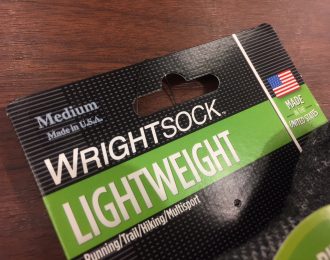 Medium
Made in U.S.A.
WRIGHTSOCK
LIGHTWEIGHT
Running/Trail/Hiking/Multisport
MADE
IN THE
UNITED STATES